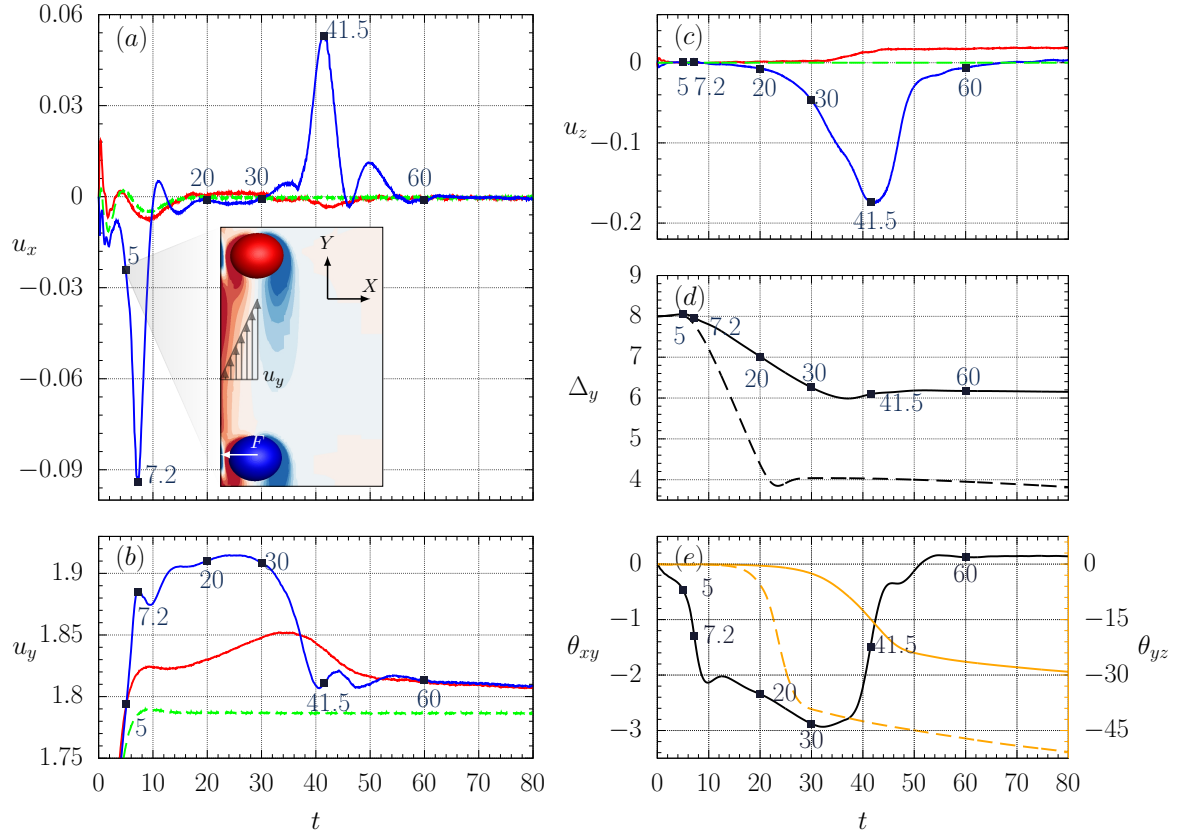 (a)
0.06
0.03
0
−0.03
−0.06
−0.09
u_x
5
7.2
20
30
41.5
60
Y
X
u_y
F
(b)
1.9
1.85
1.8
1.75
u_y
5
7.2
20
30
41.5
60
0 10 20 30 40 50 60 70 80
t
(c)
0
−0.1
−0.2
u_z
5 7.2
20
30
41.5
60
(d)
9
8
7
6
5
4
Δ_y
5
7.2
20
30
41.5
60
(e)
0
−1
−2
−3
θ_xy
5
7.2
20
30
41.5
60
0
−15
−30
−45
θ_yz
0 10 20 30 40 50 60 70 80
t